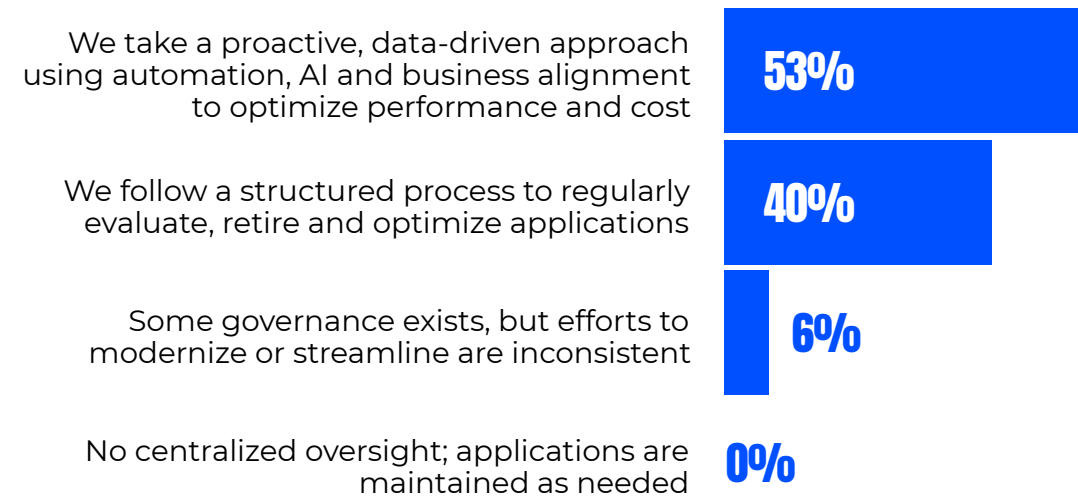 We take a proactive, data-driven approach
using automation, AI and business alignment
to optimize performance and cost
53%
We follow a structured process to regularly
evaluate, retire and optimize applications
40%
Some governance exists, but efforts to
modernize or streamline are inconsistent
6%
No centralized oversight; applications are
maintained as needed
0%